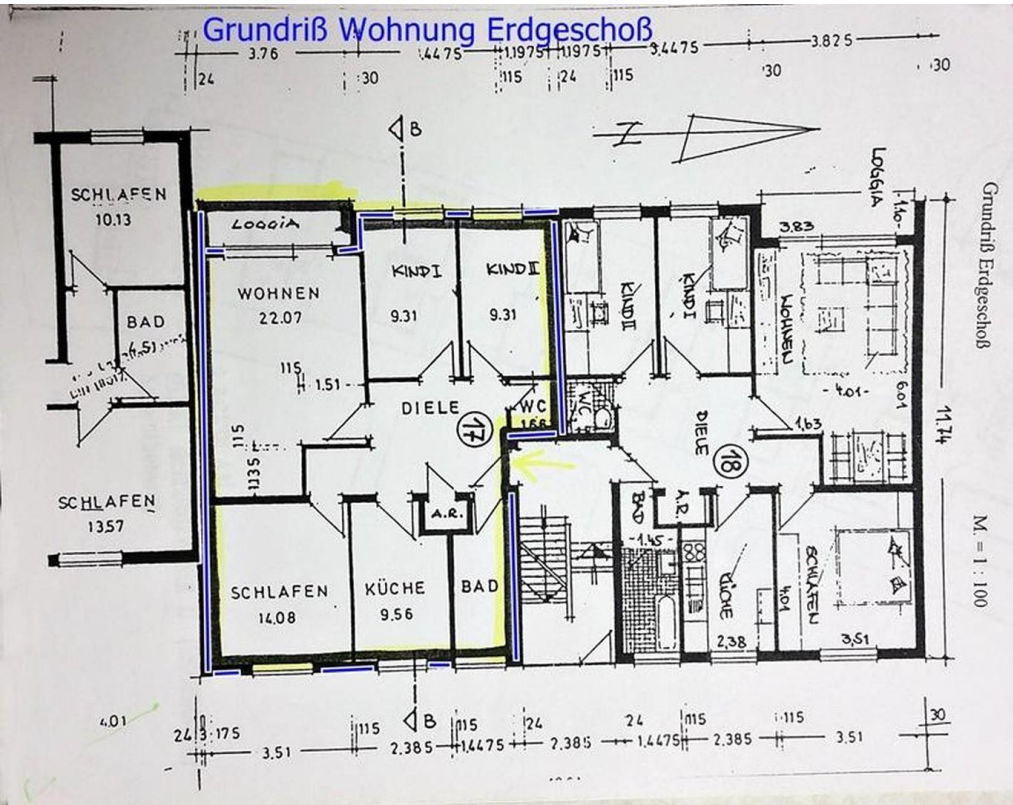 Grundriß Wohnung Erdgeschoß
3.76
.4475
1.1975
1.1975
3.4475
3.825
24
:30
115
24
115
30
30
B
N
LOGGIA
1.10
SCHLAFEN
10.13
LOGGIA
3.83
Grundriß Erdgeschoß
M. = 1 : 100
WOHNEN
22.07
KIND I
9.31
KIND II
9.31
KIND II
KIND I
WOHNEN
BAD
4.51
115
1.51
4.01
6.01
11.74
DIELE
17
WC
1.66
WC
DIELE
18
1,63
115
1.135
SCHLAFEN
13.57
A.R.
BAD
A.R.
1.45
SCHLAFEN
14.08
KÜCHE
9.56
BAD
KÜCHE
2,38
4.01
SCHLAFEN
3,51
4.01
B
24
3
175
115
115
24
24
115
115
30
3.51
2.385
1.4475
2.385
1.4475
2.385
3.51